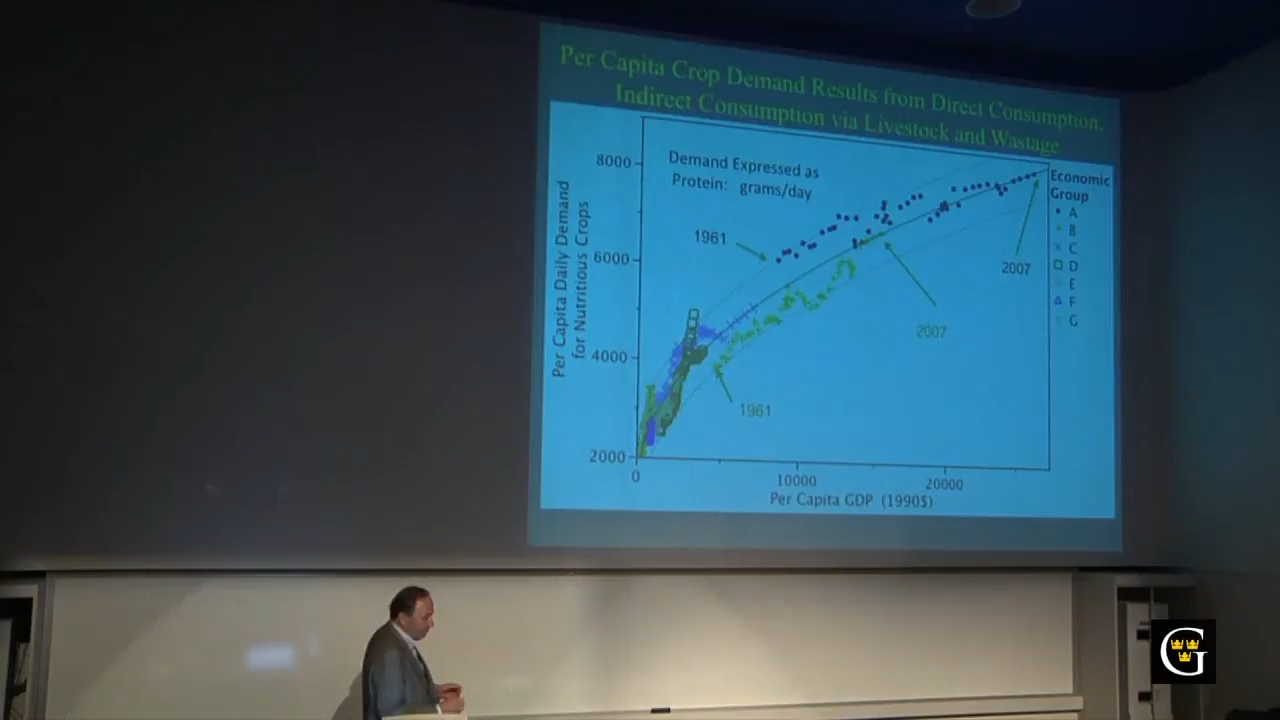 Per Capita Crop Demand Results from Direct Consumption,
Indirect Consumption via Livestock and Wastage
Demand Expressed as
Protein: grams/day
Per Capita Daily Demand
for Nutritious Crops
8000
6000
4000
2000
0
10000
20000
Per Capita GDP (1990$)
1961
2007
2007
1961
Economic
Group
A
B
C
D
E
F
G
G